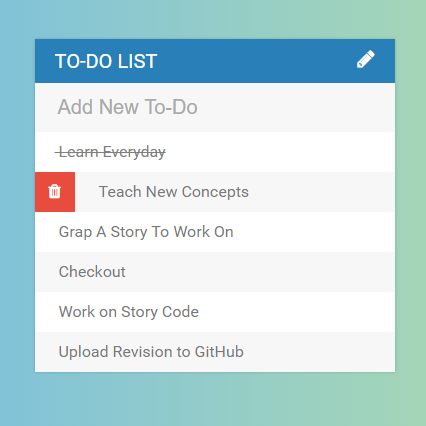 TO-DO LIST
Add New To-Do
Learn Everyday
Teach New Concepts
Grap A Story To Work On
Checkout
Work on Story Code
Upload Revision to GitHub